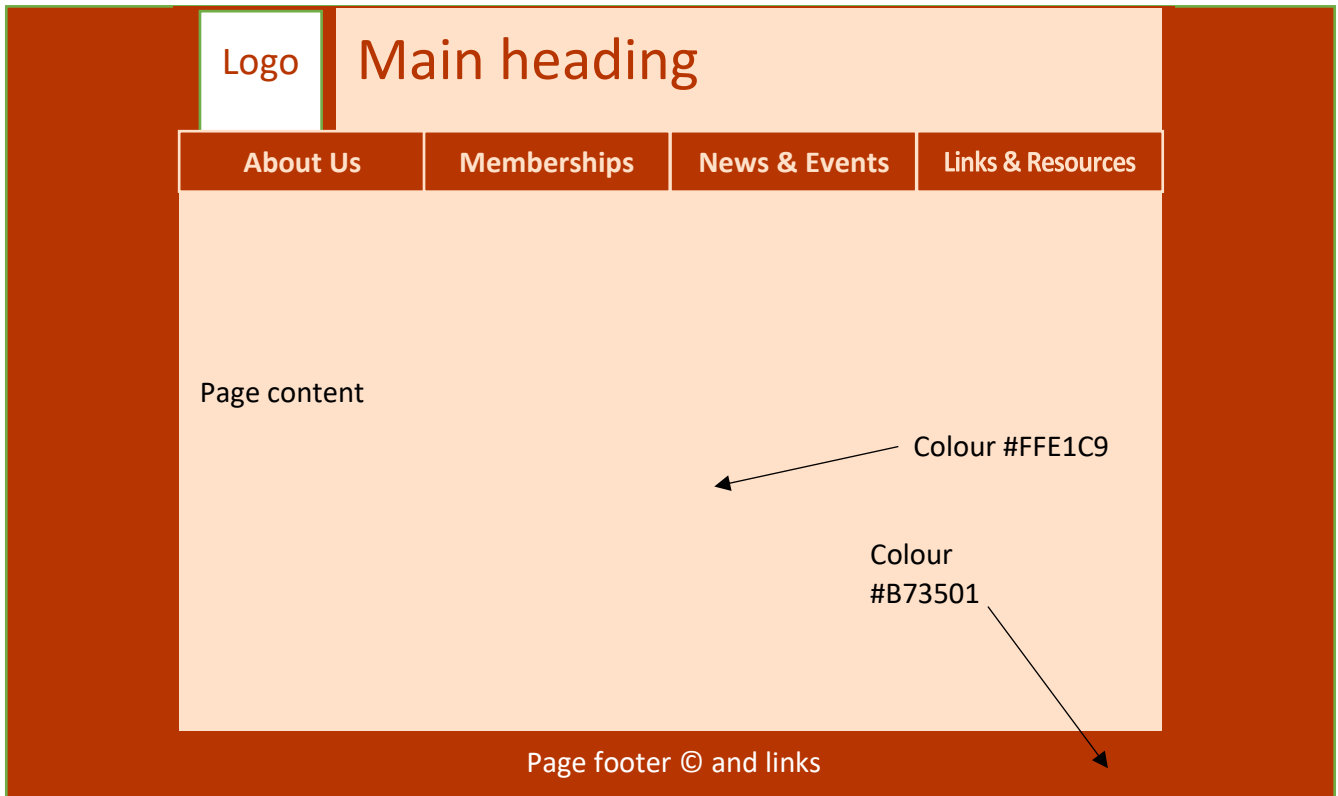 Logo
Main heading
About Us
Memberships
News & Events
Links & Resources
Page content
Colour #FFE1C9
Colour
#B73501
Page footer © and links